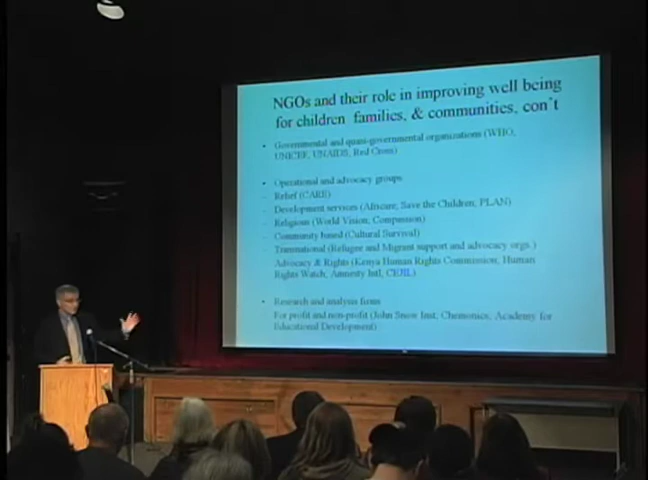 NGOs and their role in improving well being
for children families, & communities, con't
• Governmental and quasi-governmental organizations (WHO,
UNICEF, UNAIDS, Red Cross)
• Operational and advocacy groups
– Relief (CARE)
– Development services (Africare, Save the Children, PLAN)
– Religious (World Vision, Compassion)
– Community based (Cultural Survival)
– Transnational (Refugee and Migrant support and advocacy orgs.)
– Advocacy & Rights (Kenya Human Rights Commission, Human
Rights Watch, Amnesty Intl, CEJIL)
• Research and analysis firms
– For profit and non-profit (John Snow Inst, Chemonics, Academy for
Educational Development)